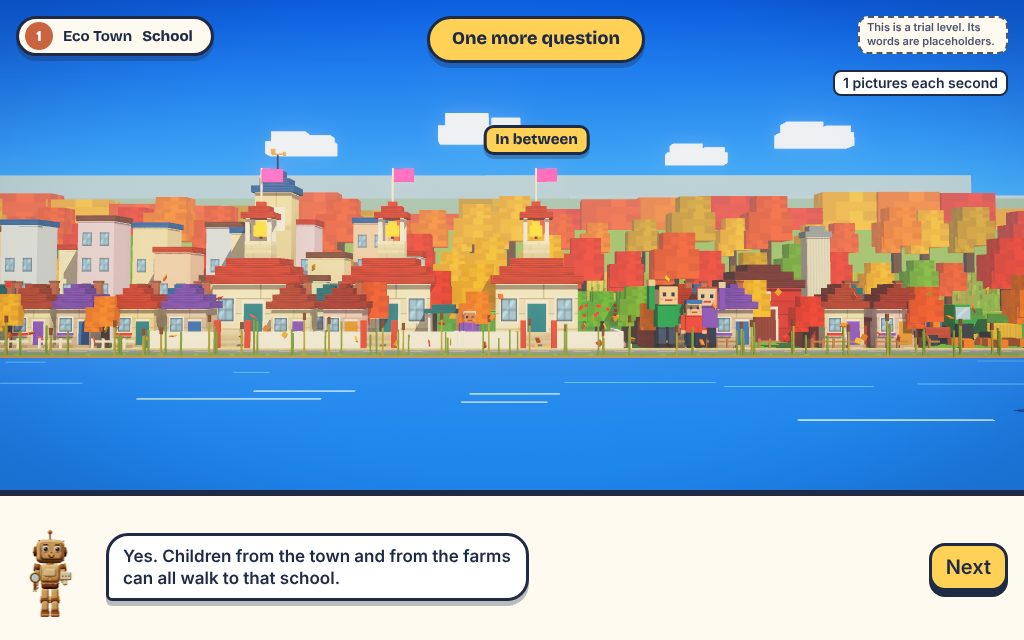 1 Eco Town School
One more question
This is a trial level. Its
words are placeholders.
1 pictures each second
In between
Yes. Children from the town and from the farms
can all walk to that school.
Next